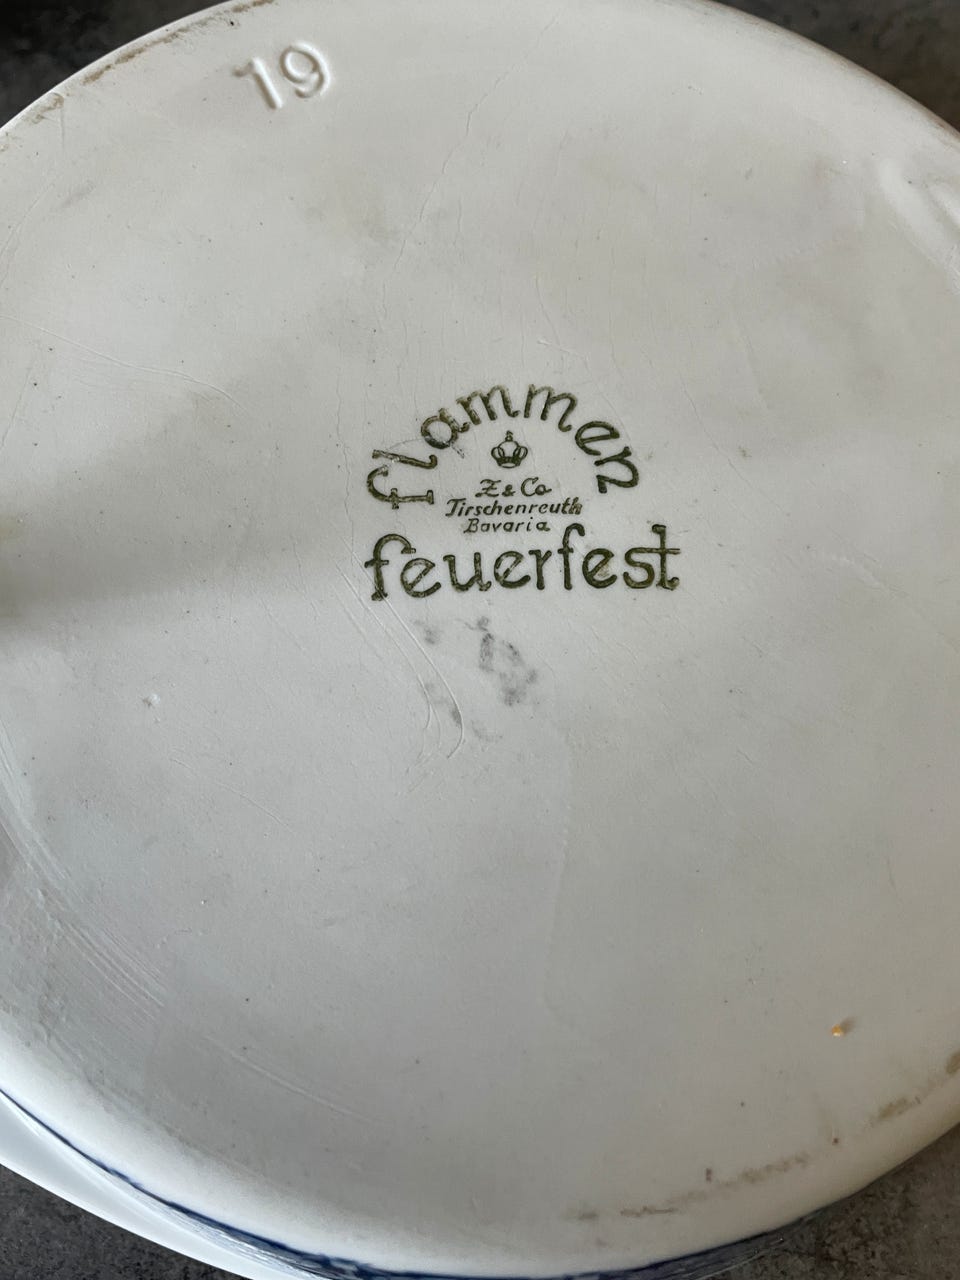 19
flammen
Z & Co
Tirschenreuth
Bavaria
feuerfest